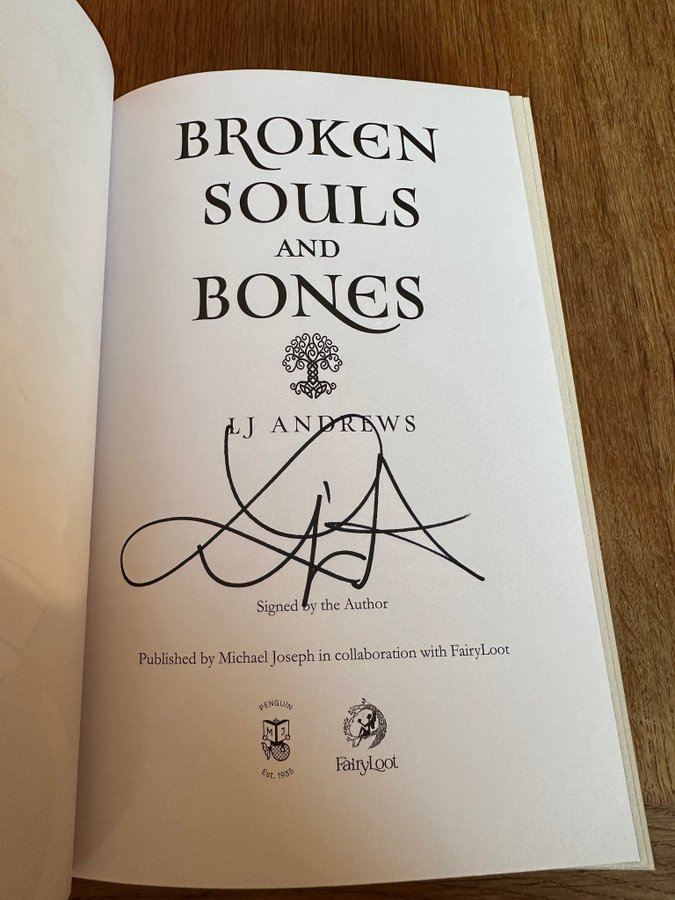 BROKEN
SOULS
AND
BONES
LJ ANDREWS
Signed by the Author
Published by Michael Joseph in collaboration with FairyLoot
PENGUIN
MJ
Est. 1935
FairyLoot